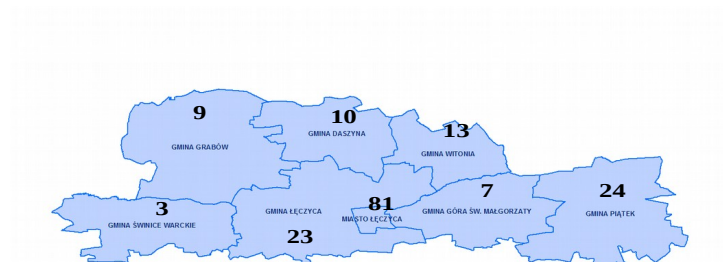 9
GMINA GRABÓW
10
GMINA DASZYNA
13
GMINA WITONIA
3
GMINA ŚWINICE WARCKIE
GMINA ŁĘCZYCA
23
81
MIASTO ŁĘCZYCA
7
GMINA GÓRA ŚW. MAŁGORZATY
24
GMINA PIĄTEK